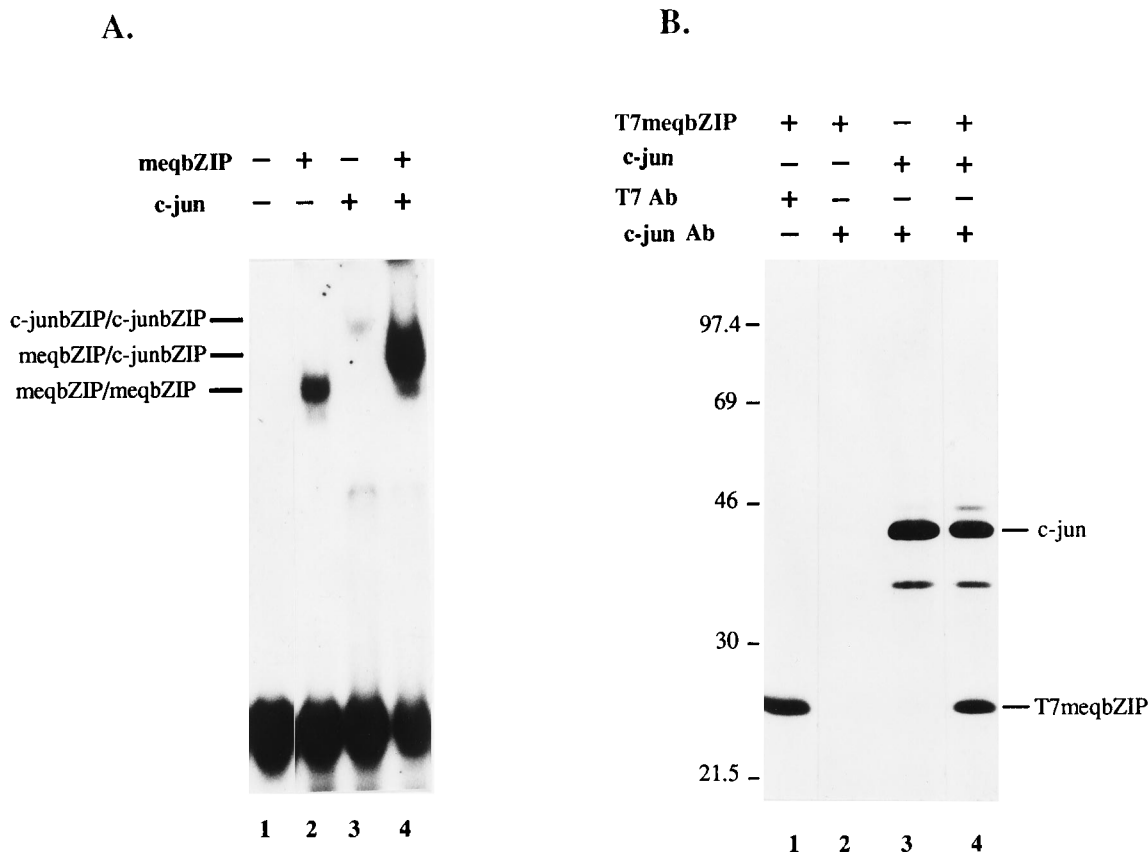 A.
meqbZIP – + – +
c-jun – – + +
c-junbZIP/c-junbZIP
meqbZIP/c-junbZIP
meqbZIP/meqbZIP
1 2 3 4
B.
T7meqbZIP + + – +
c-jun – – + +
T7 Ab + – – –
c-jun Ab – + + +
97.4
69
46
c-jun
30
T7meqbZIP
21.5
1 2 3 4